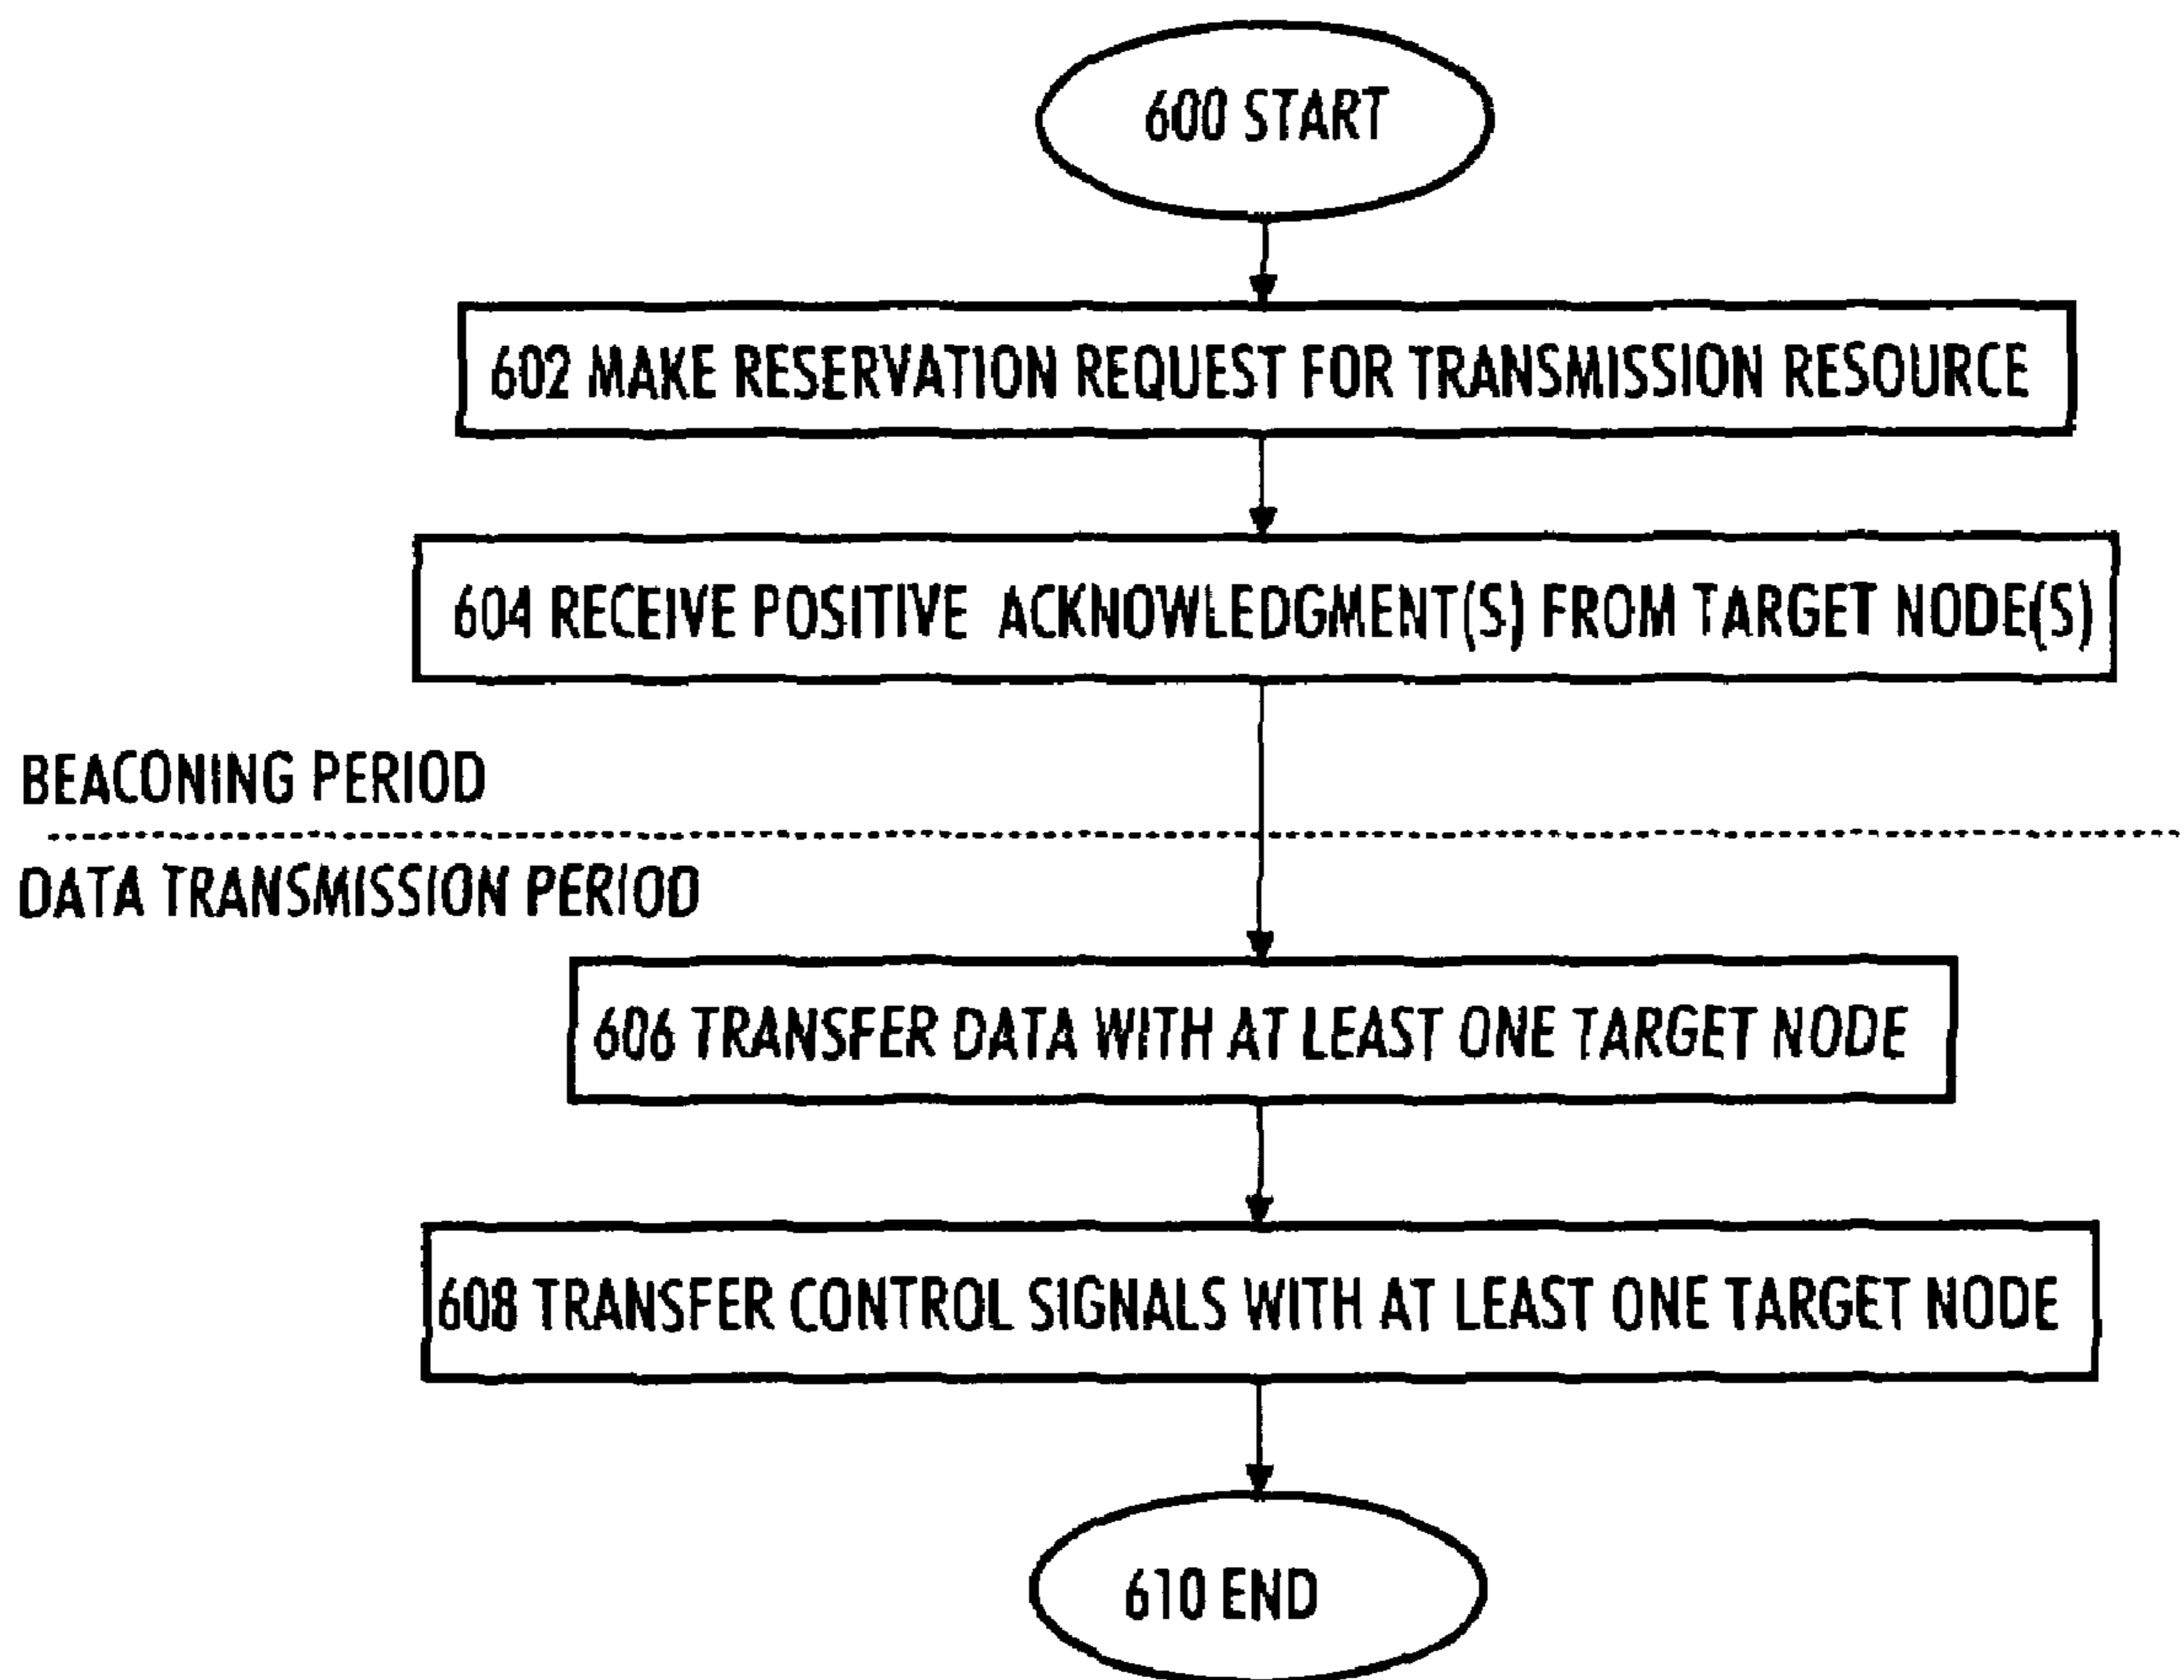 600 START
602 MAKE RESERVATION REQUEST FOR TRANSMISSION RESOURCE
604 RECEIVE POSITIVE ACKNOWLEDGMENT(S) FROM TARGET NODE(S)
BEACONING PERIOD
DATA TRANSMISSION PERIOD
606 TRANSFER DATA WITH AT LEAST ONE TARGET NODE
608 TRANSFER CONTROL SIGNALS WITH AT LEAST ONE TARGET NODE
610 END